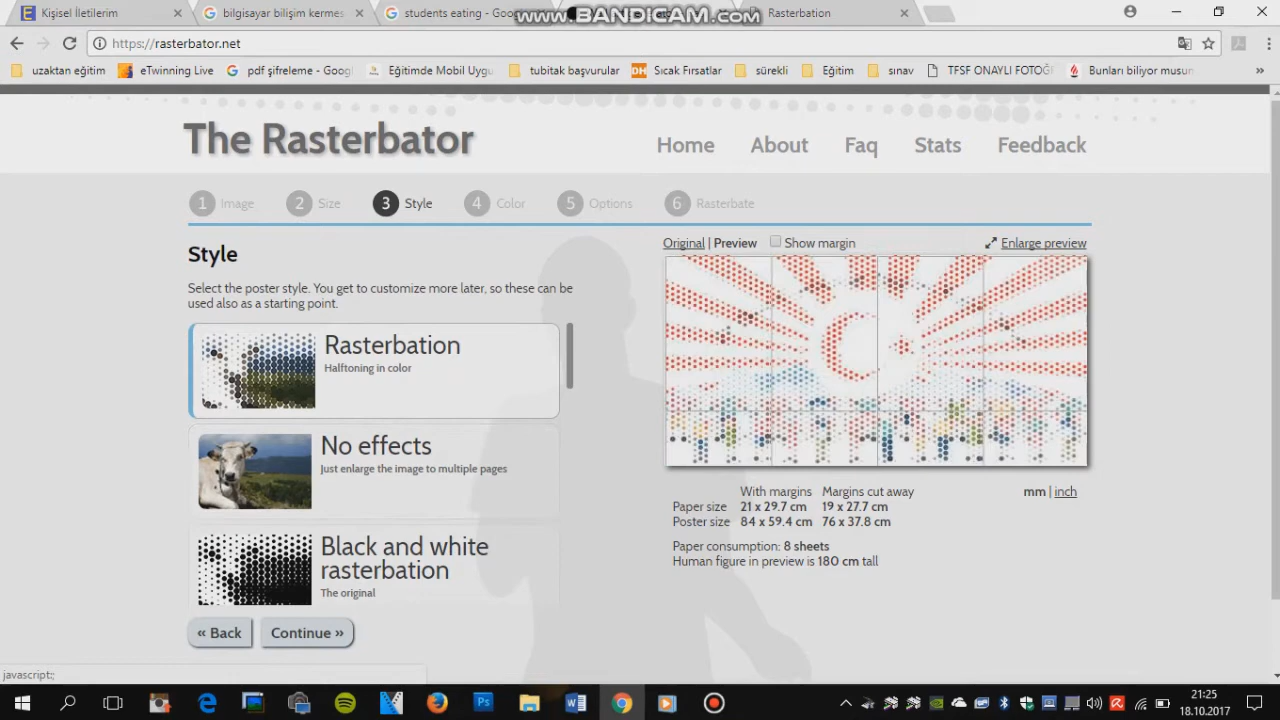 Kişisel İletilerim
bilgisayar bilişim kermes
students eating - Goo
www.BANDICAM.com
Rasterbation
https://rasterbator.net
uzaktan eğitim
eTwinning Live
pdf şifreleme - Googl
Eğitimde Mobil Uygu
tubitak başvurular
DH Sıcak Fırsatlar
sürekli
Eğitim
sınav
TFSF ONAYLI FOTOĞ
Bunları biliyor musun
»
The Rasterbator
Home
About
Faq
Stats
Feedback
1 Image
2 Size
3 Style
4 Color
5 Options
6 Rasterbate
Style
Select the poster style. You get to customize more later, so these can be
used also as a starting point.
Rasterbation
Halftoning in color
No effects
Just enlarge the image to multiple pages
Black and white
rasterbation
The original
« Back
Continue »
Original | Preview
Show margin
Enlarge preview
With margins Margins cut away
mm | inch
Paper size 21 x 29.7 cm 19 x 27.7 cm
Poster size 84 x 59.4 cm 76 x 37.8 cm
Paper consumption: 8 sheets
Human figure in preview is 180 cm tall
javascript:;
21:25
18.10.2017